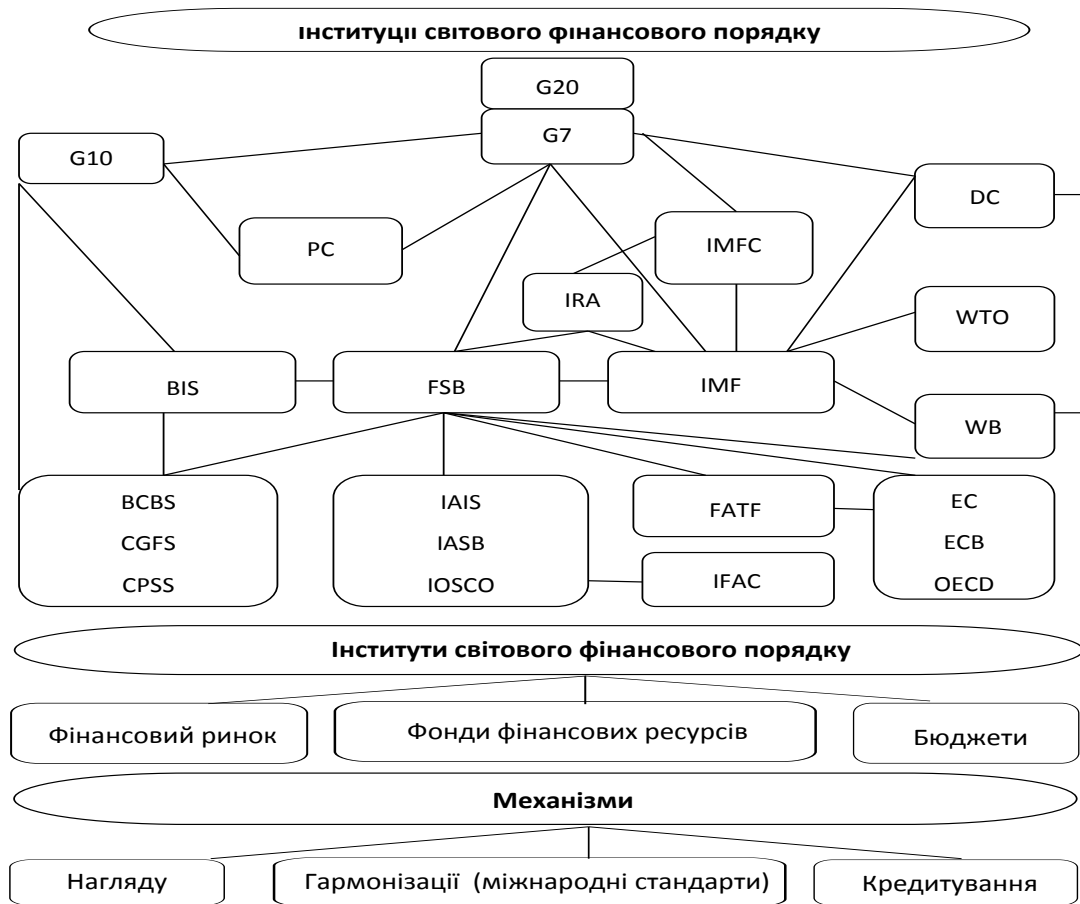 Інституції світового фінансового порядку
G20
G7
G10
DC
PC
IMFC
IRA
WTO
BIS
FSB
IMF
WB
BCBS
CGFS
CPSS
IAIS
IASB
IOSCO
FATF
IFAC
EC
ECB
OECD
Інститути світового фінансового порядку
Фінансовий ринок
Фонди фінансових ресурсів
Бюджети
Механізми
Нагляду
Гармонізації (міжнародні стандарти)
Кредитування